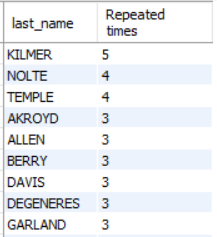 last_name Repeated times
KILMER 5
NOLTE 4
TEMPLE 4
AKROYD 3
ALLEN 3
BERRY 3
DAVIS 3
DEGENERES 3
GARLAND 3